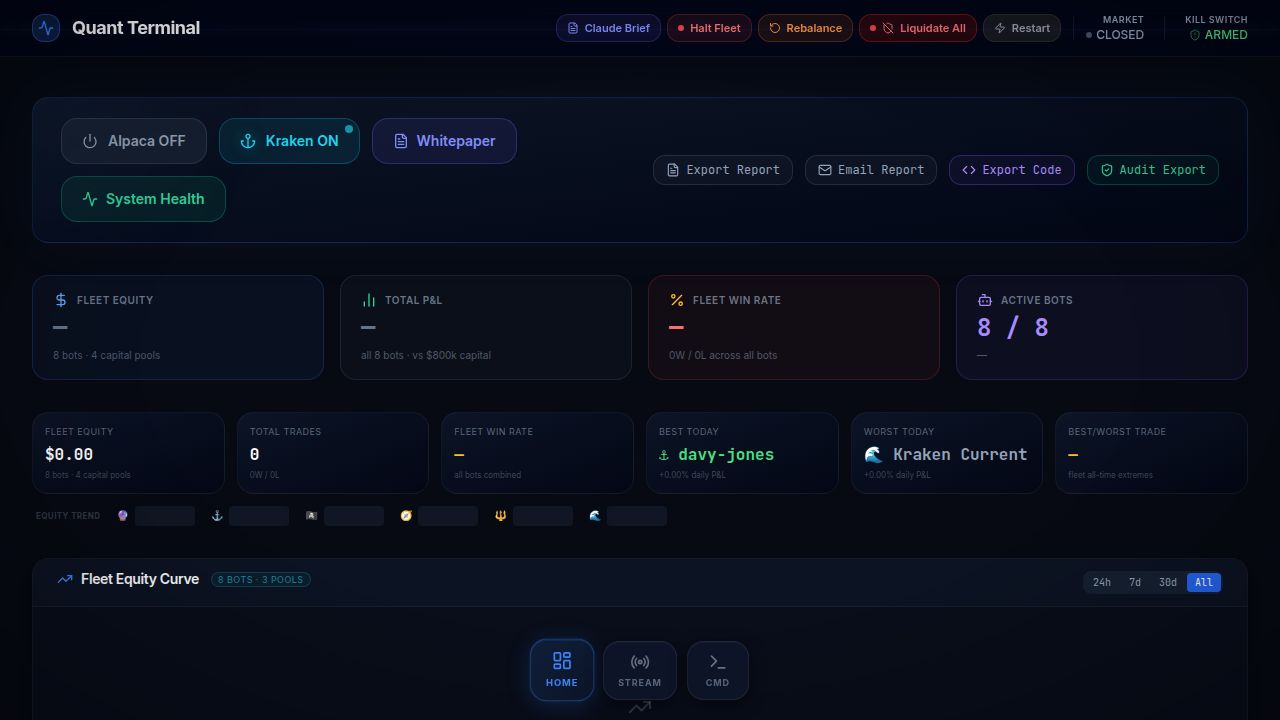 Quant Terminal
Claude Brief
Halt Fleet
Rebalance
Liquidate All
Restart
MARKET
CLOSED
KILL SWITCH
ARMED
Alpaca OFF
Kraken ON
Whitepaper
System Health
Export Report
Email Report
Export Code
Audit Export
FLEET EQUITY
—
8 bots · 4 capital pools
TOTAL P&L
—
all 8 bots · vs $800k capital
FLEET WIN RATE
—
0W / 0L across all bots
ACTIVE BOTS
8 / 8
—
FLEET EQUITY
$0.00
8 bots · 4 capital pools
TOTAL TRADES
0
0W / 0L
FLEET WIN RATE
—
all bots combined
BEST TODAY
⚓ davy-jones
+0.00% daily P&L
WORST TODAY
🌊 Kraken Current
+0.00% daily P&L
BEST/WORST TRADE
—
fleet all-time extremes
EQUITY TREND
Fleet Equity Curve
8 BOTS · 3 POOLS
24h 7d 30d All
HOME
STREAM
CMD